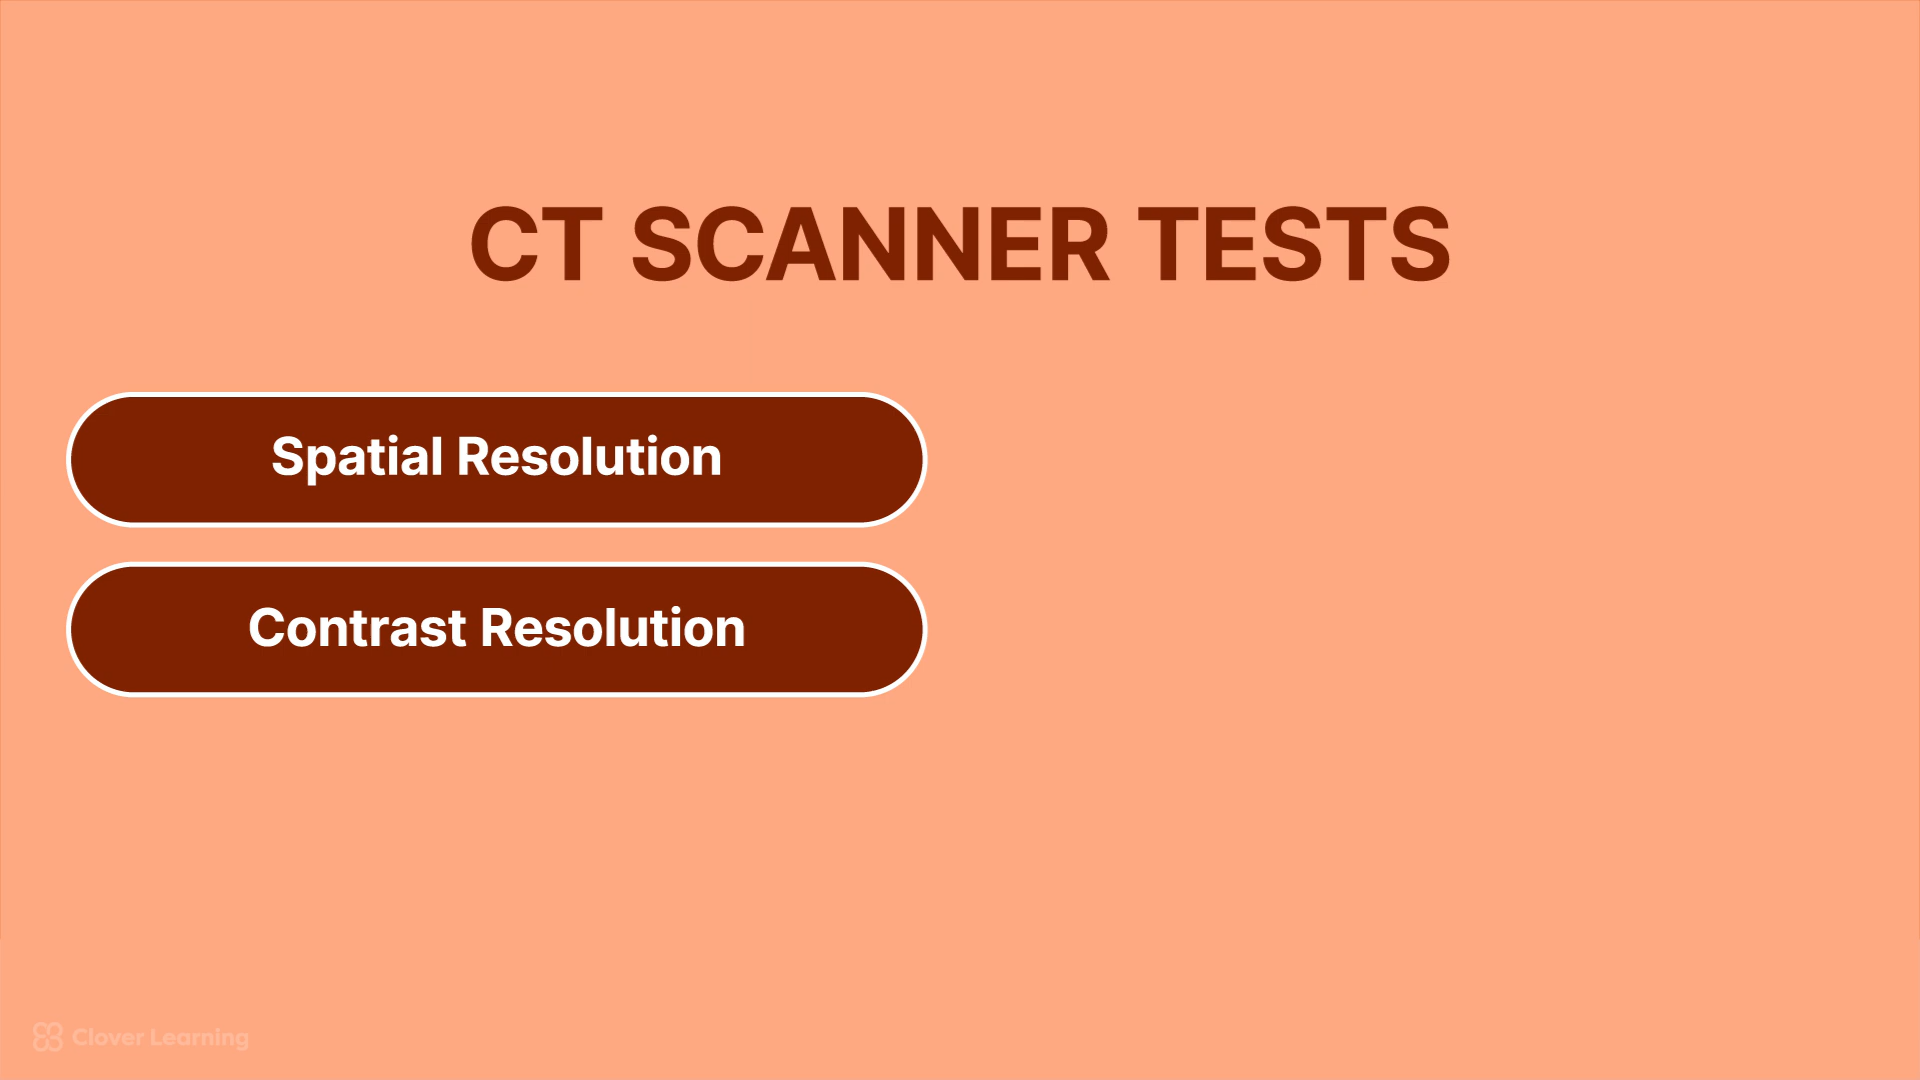 CT SCANNER TESTS
Spatial Resolution
Contrast Resolution
Clover Learning